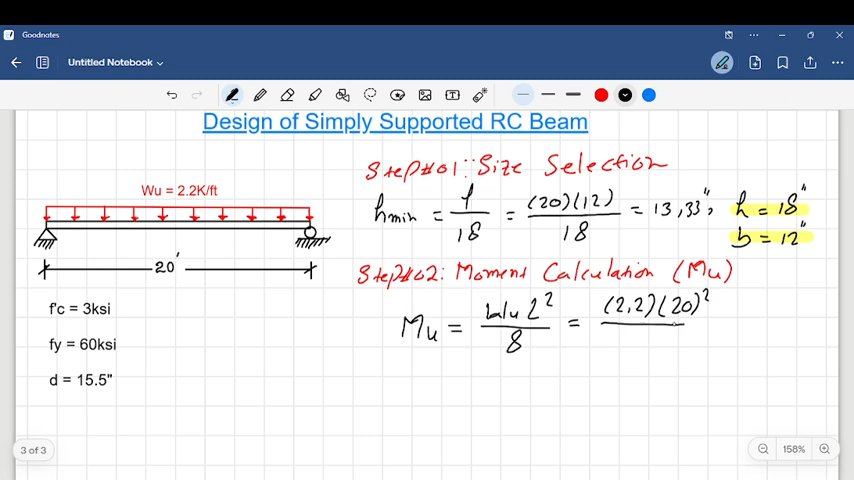 Goodnotes
Untitled Notebook
Design of Simply Supported RC Beam
Step#01: Size Selection
Wu = 2.2K/ft
hmin = l/18 = (20)(12)/18 = 13,33", h = 18"
b = 12"
20'
Step#02: Moment Calculation (Mu)
f'c = 3ksi
Mu = Wu L²/8 = (2,2)(20)²
fy = 60ksi
d = 15.5"
3 of 3
158%